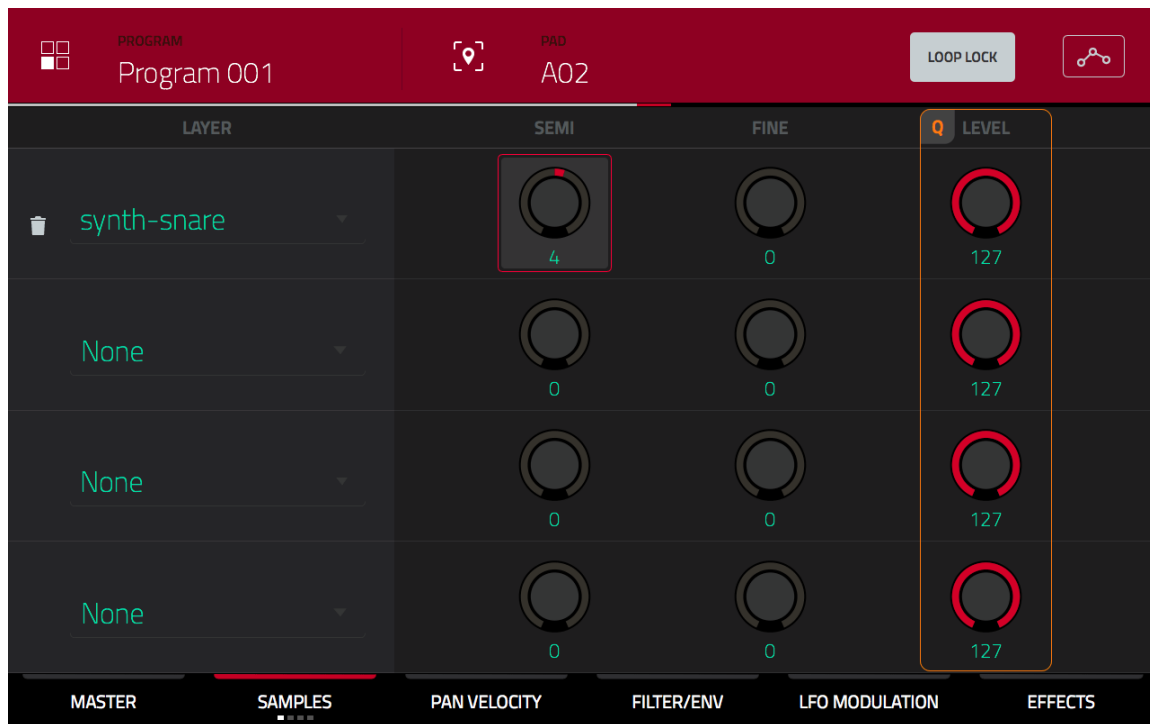 PROGRAM PAD
Program 001 A02 LOOP LOCK
LAYER SEMI FINE Q LEVEL
synth-snare
4 0 127
None
0 0 127
None
0 0 127
None
0 0 127
MASTER SAMPLES PAN VELOCITY FILTER/ENV LFO MODULATION EFFECTS